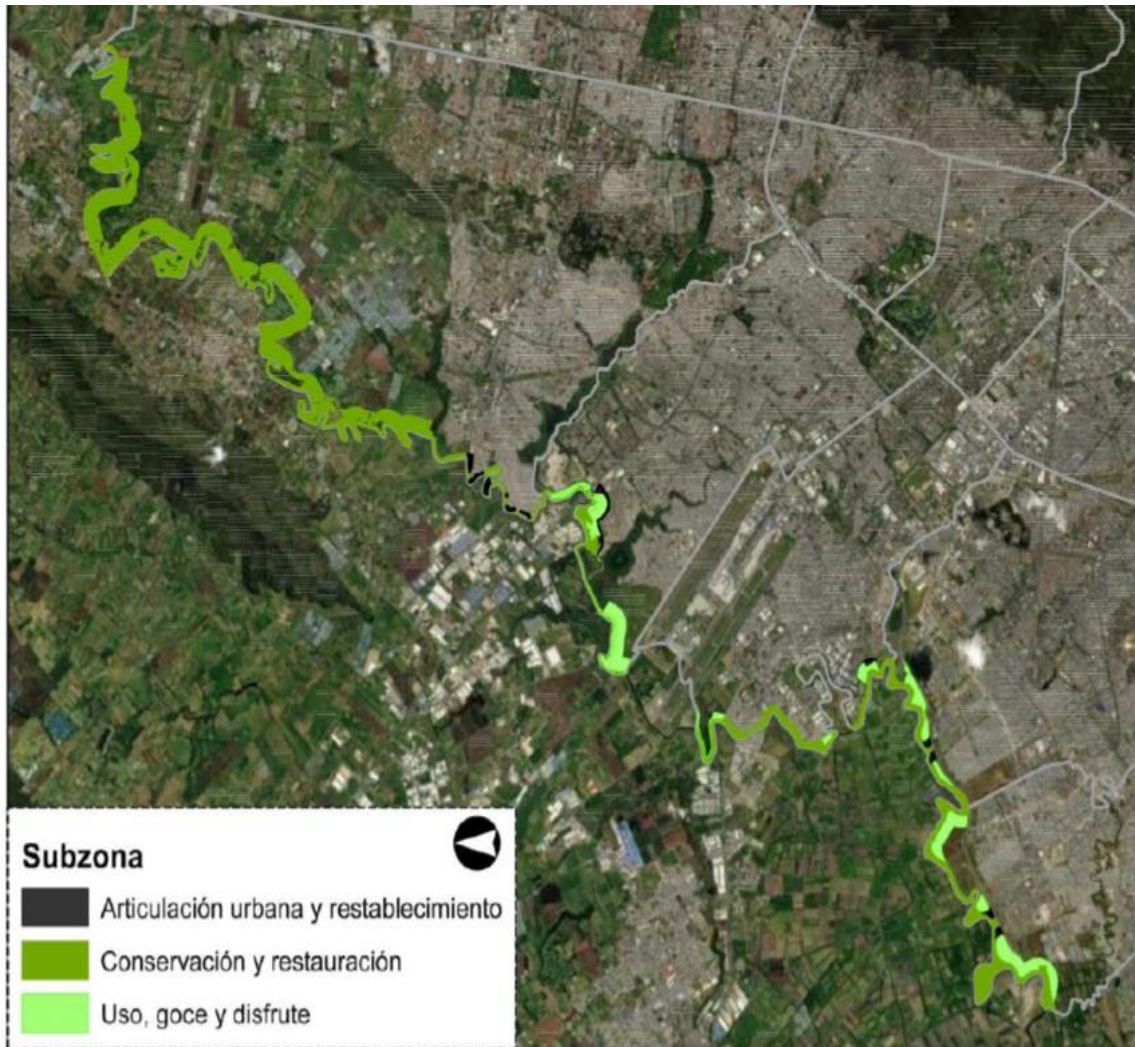 Subzona
Articulación urbana y restablecimiento
Conservación y restauración
Uso, goce y disfrute